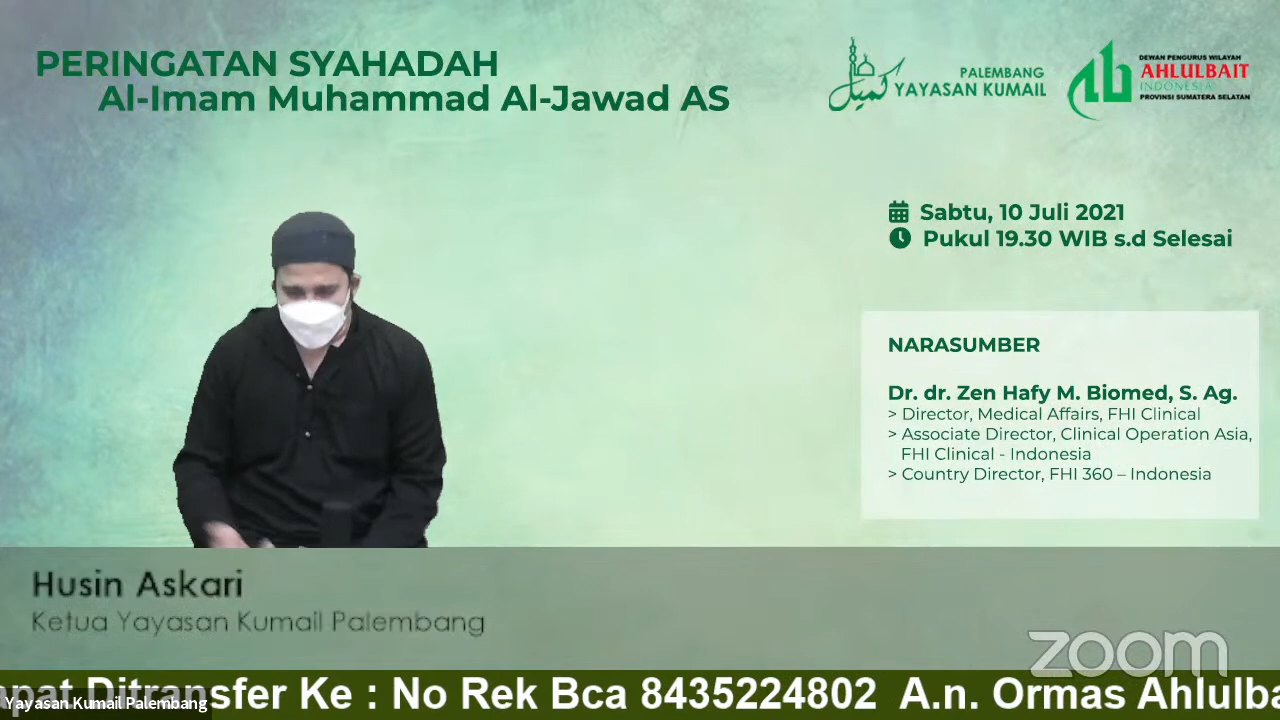 PERINGATAN SYAHADAH
Al-Imam Muhammad Al-Jawad AS
PALEMBANG
YAYASAN KUMAIL
كميل
DEWAN PENGURUS WILAYAH
AHLULBAIT
INDONESIA
PROVINSI SUMATERA SELATAN
Sabtu, 10 Juli 2021
Pukul 19.30 WIB s.d Selesai
NARASUMBER
Dr. dr. Zen Hafy M. Biomed, S. Ag.
> Director, Medical Affairs, FHI Clinical
> Associate Director, Clinical Operation Asia,
FHI Clinical - Indonesia
> Country Director, FHI 360 – Indonesia
Husin Askari
Ketua Yayasan Kumail Palembang
zoom
Ditransfer Ke : No Rek Bca 8435224802 A.n. Ormas
Yayasan Kumail Palembang